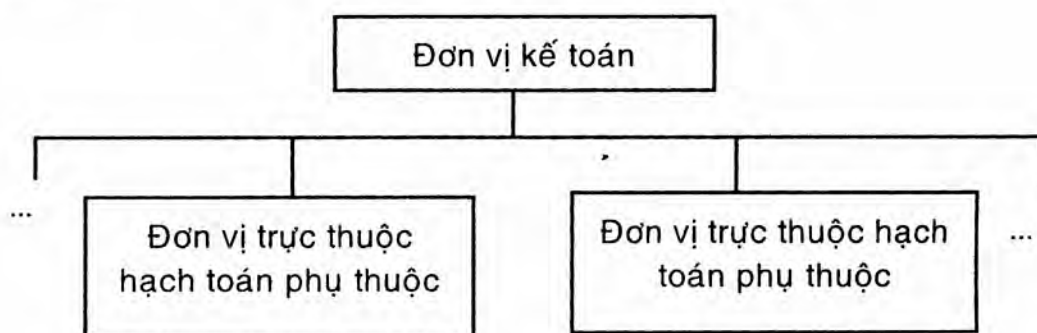 Đơn vị kế toán
...
Đơn vị trực thuộc
hạch toán phụ thuộc
Đơn vị trực thuộc hạch
toán phụ thuộc
...